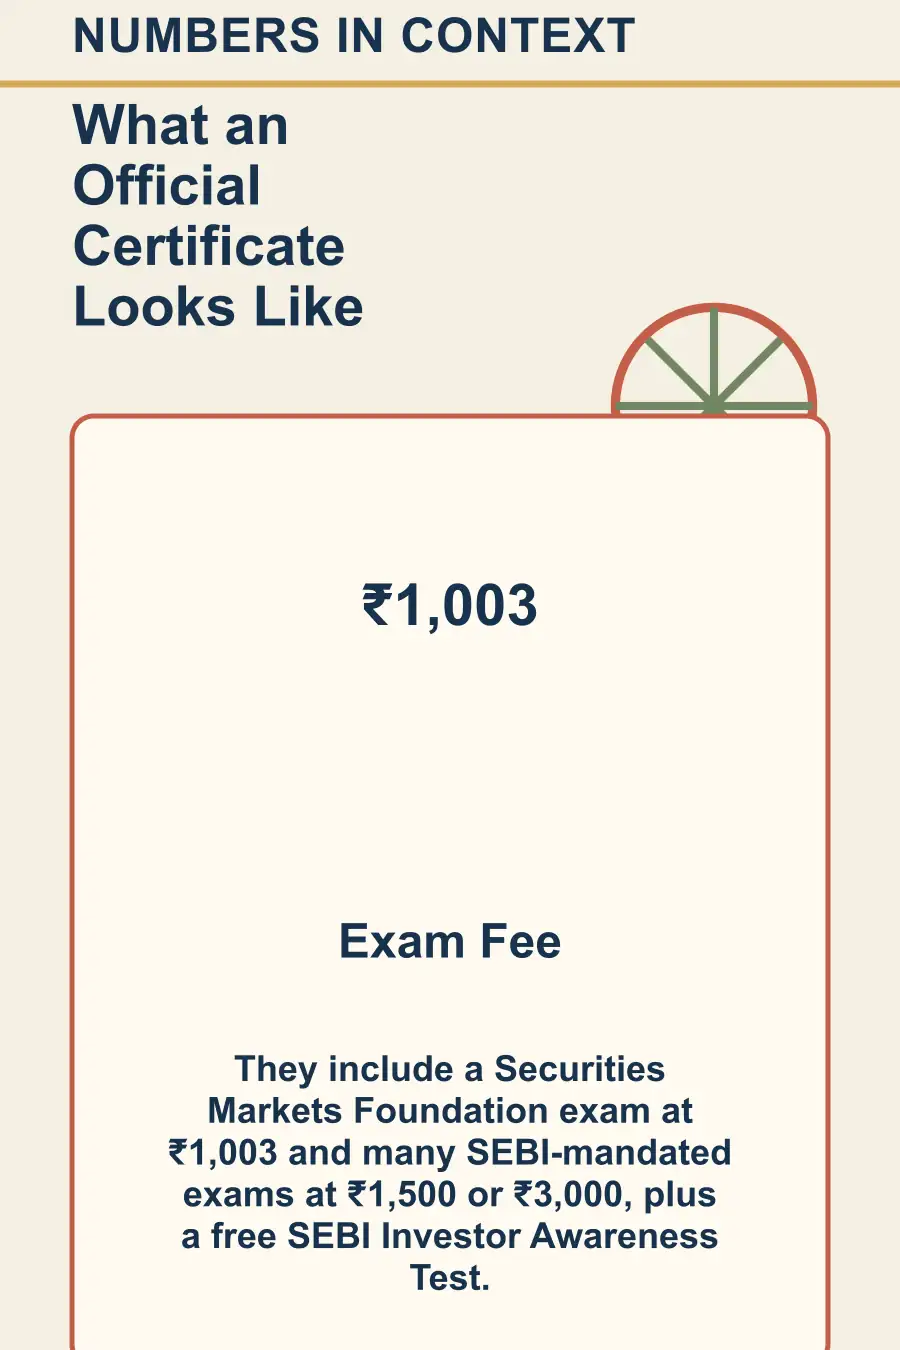 NUMBERS IN CONTEXT
What an
Official
Certificate
Looks Like
₹1,003
Exam Fee
They include a Securities
Markets Foundation exam at
₹1,003 and many SEBI-mandated
exams at ₹1,500 or ₹3,000, plus
a free SEBI Investor Awareness
Test.